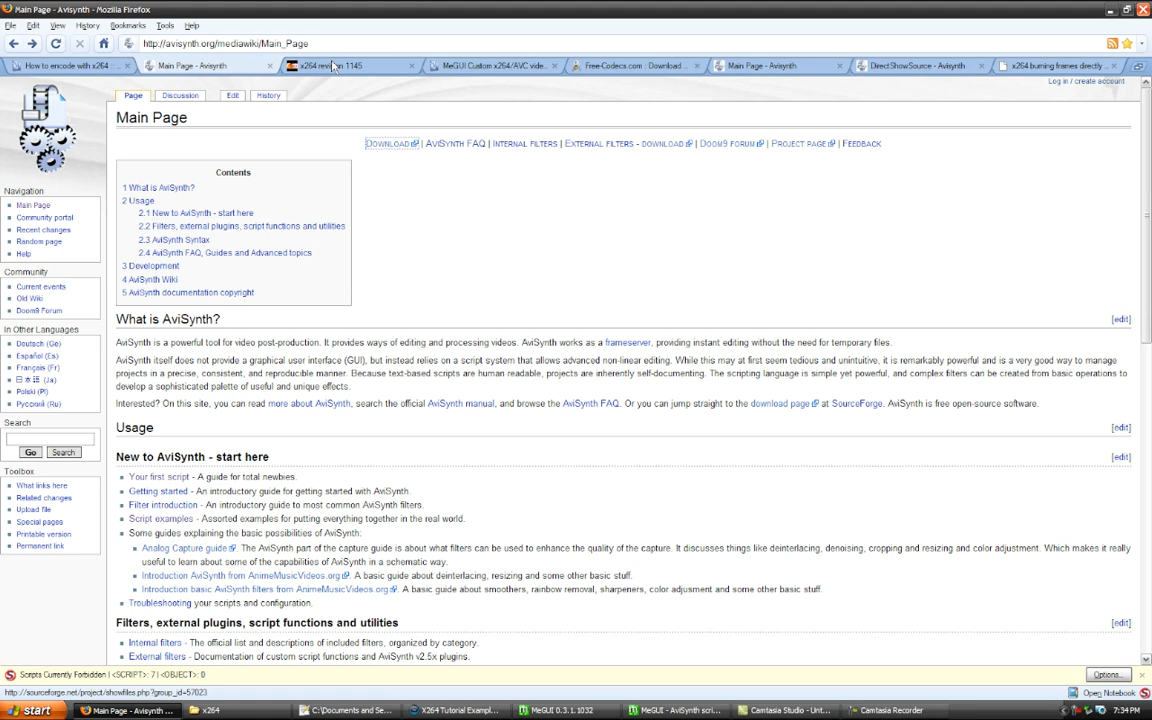 Main Page - Avisynth - Mozilla Firefox
File Edit View History Bookmarks Tools Help
http://avisynth.org/mediawiki/Main_Page
How to encode with x264 :: ...
Main Page - Avisynth
x264 revision 1145
MeGUI Custom x264/AVC vide...
Free-Codecs.com : Download ...
Main Page - Avisynth
DirectShowSource - Avisynth
x264 burning frames directly ...
Log in / create account
Page Discussion Edit History
Main Page
DOWNLOAD | AVISYNTH FAQ | INTERNAL FILTERS | EXTERNAL FILTERS - DOWNLOAD | DOOM9 FORUM | PROJECT PAGE | FEEDBACK
Contents
1 What is AviSynth?
2 Usage
2.1 New to AviSynth - start here
2.2 Filters, external plugins, script functions and utilities
2.3 AviSynth Syntax
2.4 AviSynth FAQ, Guides and Advanced topics
3 Development
4 AviSynth Wiki
5 AviSynth documentation copyright
Navigation
Main Page
Community portal
Recent changes
Random page
Help
Community
Current events
Old Wiki
Doom9 Forum
In Other Languages
Deutsch (De)
Español (Es)
Français (Fr)
日本語 (Ja)
Polski (Pl)
Русский (Ru)
Search
Go Search
Toolbox
What links here
Related changes
Upload file
Special pages
Printable version
Permanent link
What is AviSynth? [edit]
AviSynth is a powerful tool for video post-production. It provides ways of editing and processing videos. AviSynth works as a frameserver, providing instant editing without the need for temporary files.
AviSynth itself does not provide a graphical user interface (GUI), but instead relies on a script system that allows advanced non-linear editing. While this may at first seem tedious and unintuitive, it is remarkably powerful and is a very good way to manage
projects in a precise, consistent, and reproducible manner. Because text-based scripts are human readable, projects are inherently self-documenting. The scripting language is simple yet powerful, and complex filters can be created from basic operations to
develop a sophisticated palette of useful and unique effects.
Interested? On this site, you can read more about AviSynth, search the official AviSynth manual, and browse the AviSynth FAQ. Or you can jump straight to the download page at SourceForge. AviSynth is free open-source software.
Usage [edit]
New to AviSynth - start here [edit]
Your first script - A guide for total newbies.
Getting started - An introductory guide for getting started with AviSynth.
Filter introduction - An introductory guide to most common AviSynth filters.
Script examples - Assorted examples for putting everything together in the real world.
Some guides explaining the basic possibilities of AviSynth:
Analog Capture guide. The AviSynth part of the capture guide is about what filters can be used to enhance the quality of the capture. It discusses things like deinterlacing, denoising, cropping and resizing and color adjustment. Which makes it really
useful to learn about some of the capabilities of AviSynth in a schematic way.
Introduction AviSynth from AnimeMusicVideos.org. A basic guide about deinterlacing, resizing and some other basic stuff.
Introduction basic AviSynth filters from AnimeMusicVideos.org. A basic guide about smoothers, rainbow removal, sharpeners, color adjusment and some other basic stuff.
Troubleshooting your scripts and configuration.
Filters, external plugins, script functions and utilities [edit]
Internal filters - The official list and descriptions of included filters, organized by category.
External filters - Documentation of custom script functions and AviSynth v2.5x plugins.
Scripts Currently Forbidden | <SCRIPT>: 7 | <OBJECT>: 0
Options...
http://sourceforge.net/project/showfiles.php?group_id=57023
Open Notebook
start
Main Page - Avisynth ...
x264
C:\Documents and Se...
X264 Tutorial Exampl...
MeGUI 0.3.1.1032
MeGUI - AviSynth scri...
Camtasia Studio - Unt...
Camtasia Recorder
7:34 PM